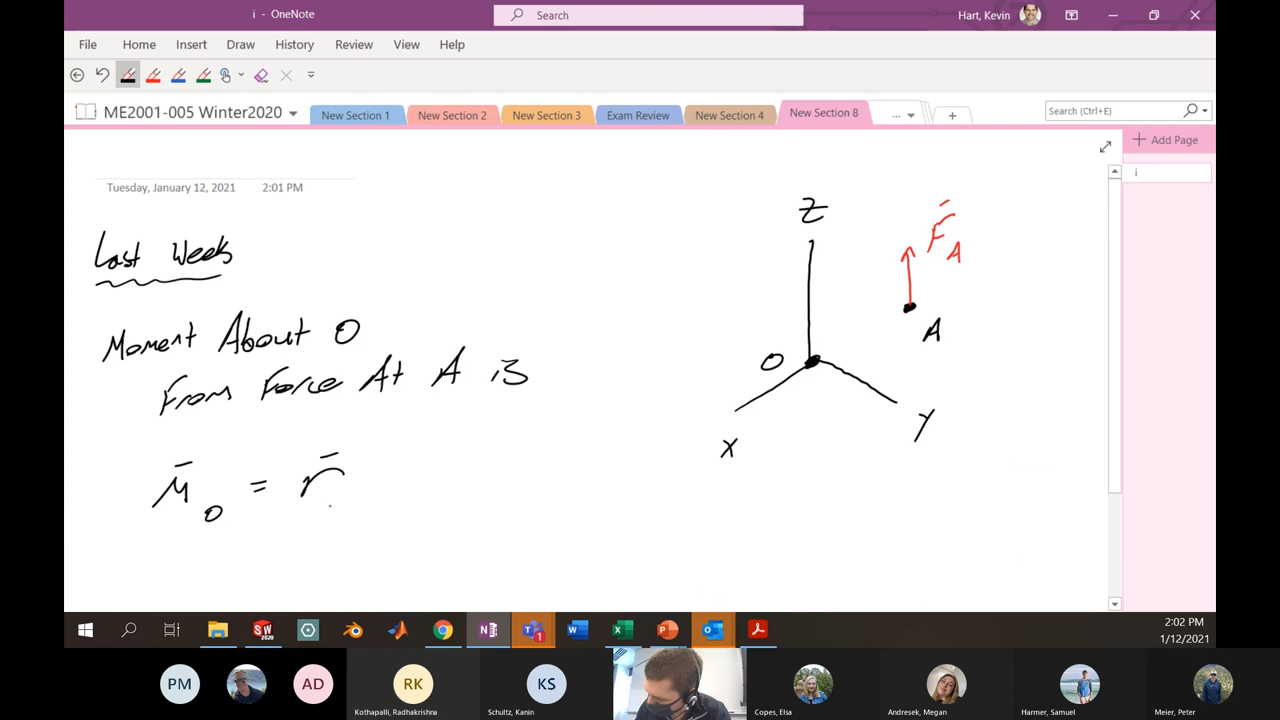 i - OneNote
Search
Hart, Kevin
File Home Insert Draw History Review View Help
ME2001-005 Winter2020
New Section 1
New Section 2
New Section 3
Exam Review
New Section 4
New Section 8
...
Search (Ctrl+E)
Add Page
i
Tuesday, January 12, 2021 2:01 PM
Last Weeks
Moment About O
From Force At A is
M̄_O = r̄
Z
F̄_A
A
O
X
Y
2:02 PM
1/12/2021
PM
AD
RK
Kothapalli, Radhakrishna
KS
Schultz, Kanin
Copes, Elsa
Andresek, Megan
Harmer, Samuel
Meier, Peter